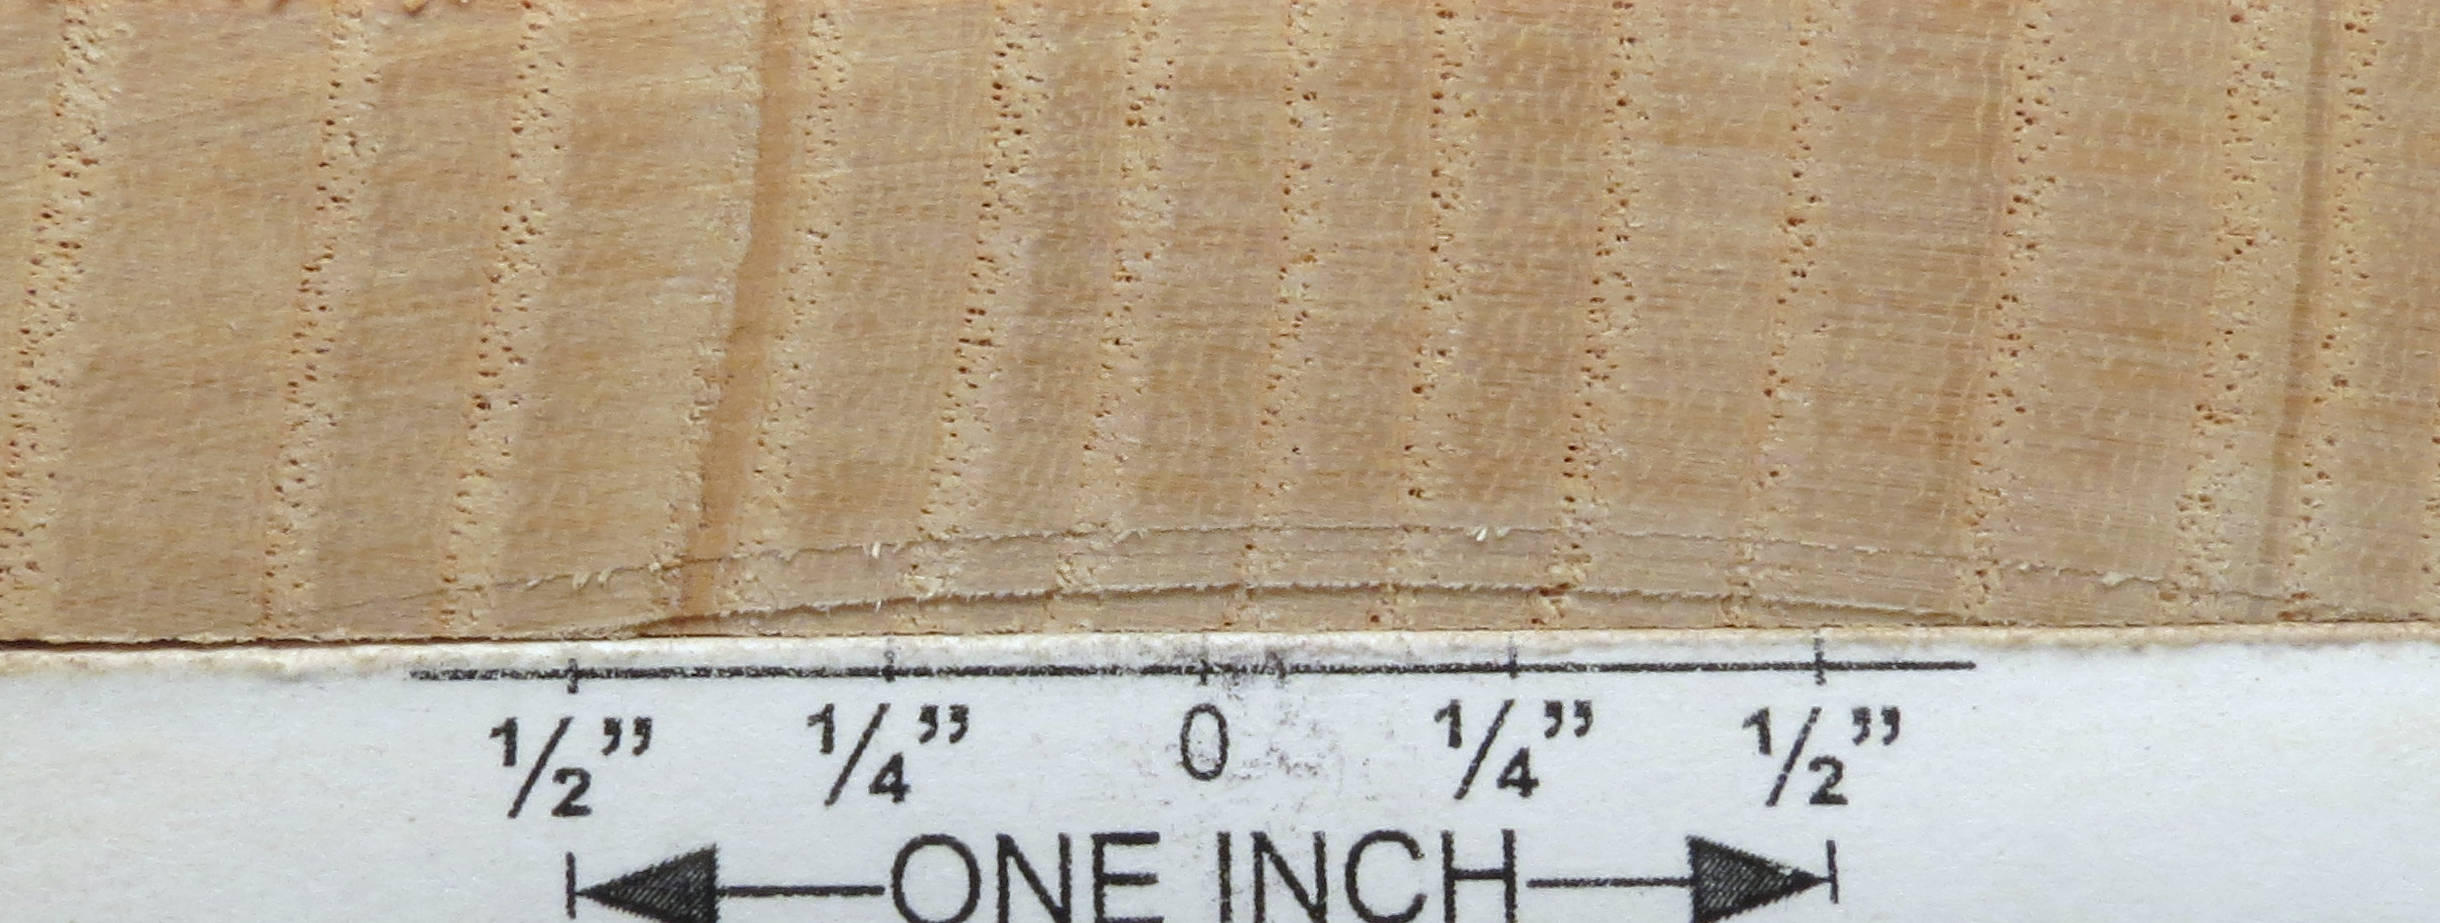 1/2” 1/4” 0 1/4” 1/2”
ONE INCH